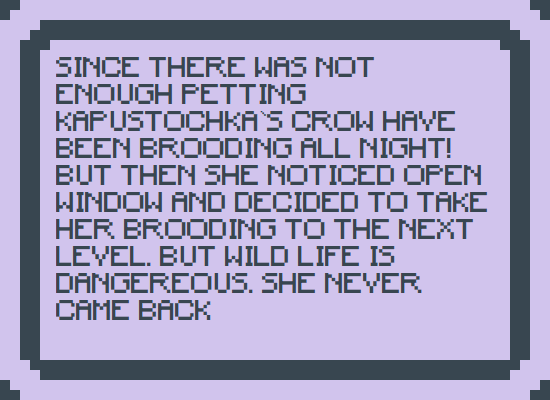 SINCE THERE WAS NOT
ENOUGH PETTING
KAPUSTOCHKA`S CROW HAVE
BEEN BROODING ALL NIGHT!
BUT THEN SHE NOTICED OPEN
WINDOW AND DECIDED TO TAKE
HER BROODING TO THE NEXT
LEVEL. BUT WILD LIFE IS
DANGEREOUS. SHE NEVER
CAME BACK